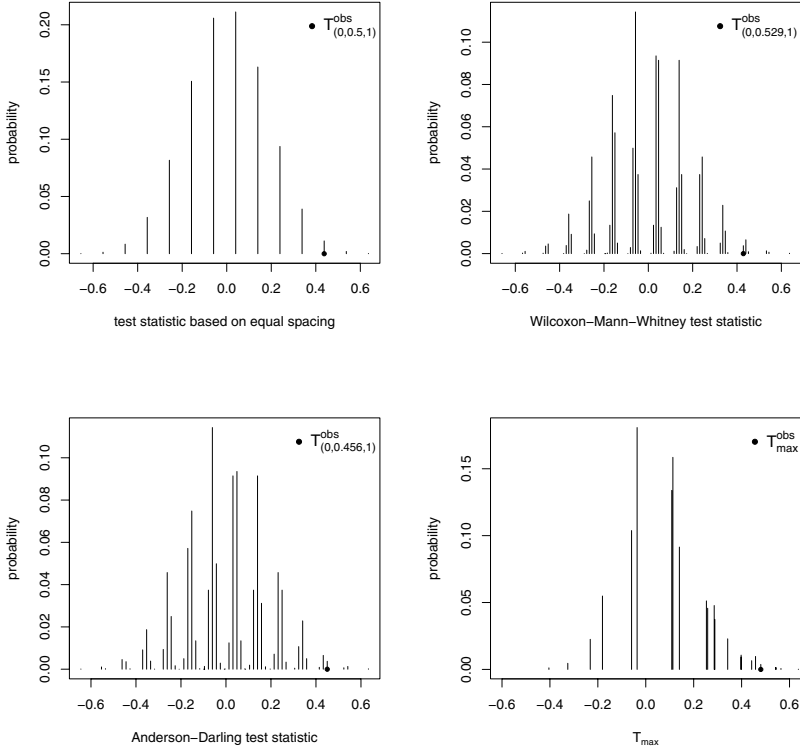 0.00 0.05 0.10 0.15 0.20
probability
T^obs_(0,0.5,1)
−0.6 −0.4 −0.2 0.0 0.2 0.4 0.6
test statistic based on equal spacing
0.00 0.02 0.04 0.06 0.08 0.10
probability
T^obs_(0,0.529,1)
−0.6 −0.4 −0.2 0.0 0.2 0.4 0.6
Wilcoxon−Mann−Whitney test statistic
0.00 0.02 0.04 0.06 0.08 0.10
probability
T^obs_(0,0.456,1)
−0.6 −0.4 −0.2 0.0 0.2 0.4 0.6
Anderson−Darling test statistic
0.00 0.05 0.10 0.15
probability
T^obs_max
−0.6 −0.4 −0.2 0.0 0.2 0.4 0.6
T_max